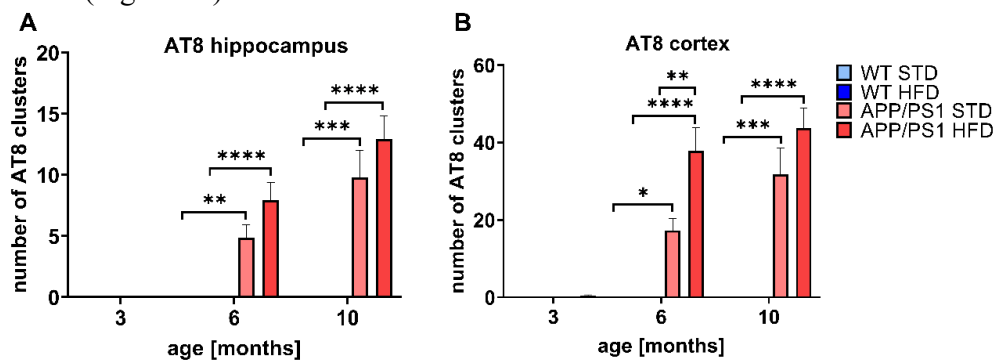 A
AT8 hippocampus
number of AT8 clusters
20
15
10
5
0
**
****
***
****
3 6 10
age [months]
B
AT8 cortex
number of AT8 clusters
60
40
20
0
*
****
**
***
****
3 6 10
age [months]
WT STD
WT HFD
APP/PS1 STD
APP/PS1 HFD